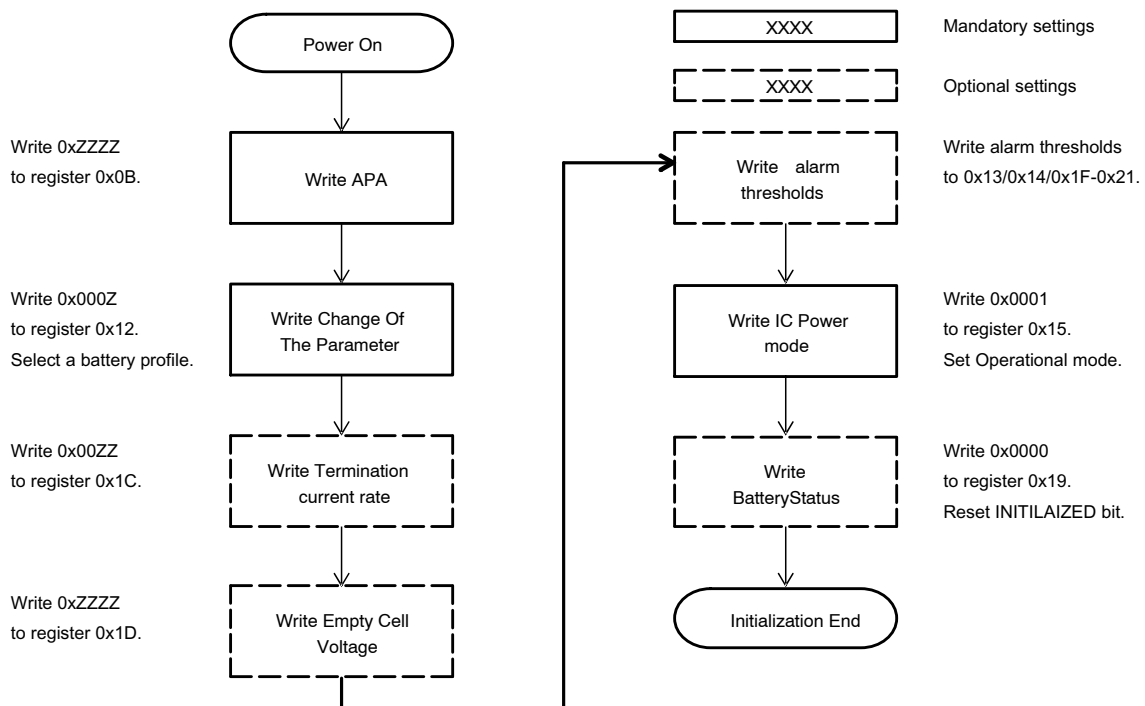 Power On
Write 0xZZZZ
to register 0x0B.
Write APA
Write 0x000Z
to register 0x12.
Select a battery profile.
Write Change Of
The Parameter
Write 0x00ZZ
to register 0x1C.
Write Termination
current rate
Write 0xZZZZ
to register 0x1D.
Write Empty Cell
Voltage
XXXX
Mandatory settings
XXXX
Optional settings
Write alarm
thresholds
Write alarm thresholds
to 0x13/0x14/0x1F-0x21.
Write IC Power
mode
Write 0x0001
to register 0x15.
Set Operational mode.
Write
BatteryStatus
Write 0x0000
to register 0x19.
Reset INITILAIZED bit.
Initialization End